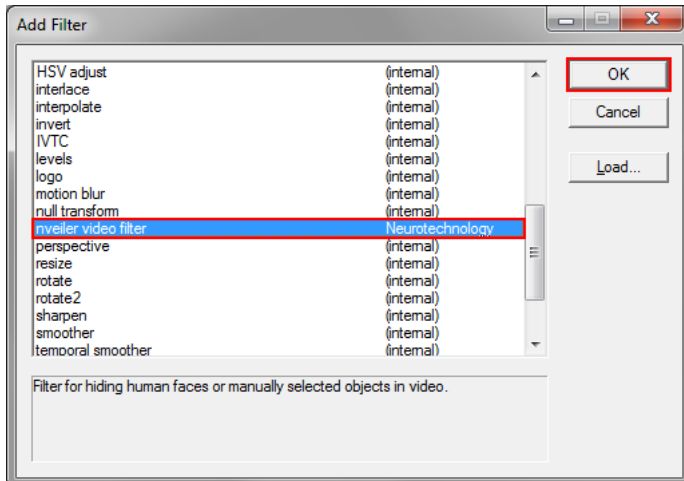 Add Filter
HSV adjust (internal)
interlace (internal)
interpolate (internal)
invert (internal)
IVTC (internal)
levels (internal)
logo (internal)
motion blur (internal)
null transform (internal)
nveiler video filter Neurotechnology
perspective (internal)
resize (internal)
rotate (internal)
rotate2 (internal)
sharpen (internal)
smoother (internal)
temporal smoother (internal)
OK
Cancel
Load...
Filter for hiding human faces or manually selected objects in video.